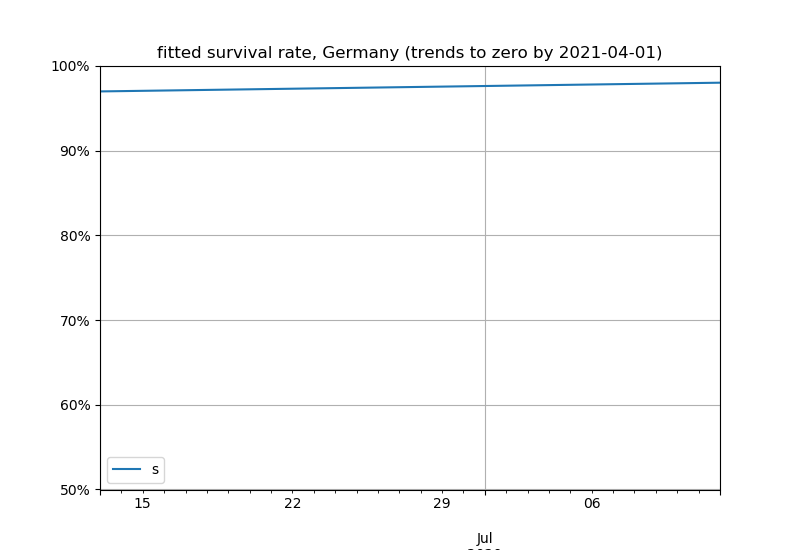 fitted survival rate, Germany (trends to zero by 2021-04-01)
100%
90%
80%
70%
60%
50%
s
15 22 29 06
Jul